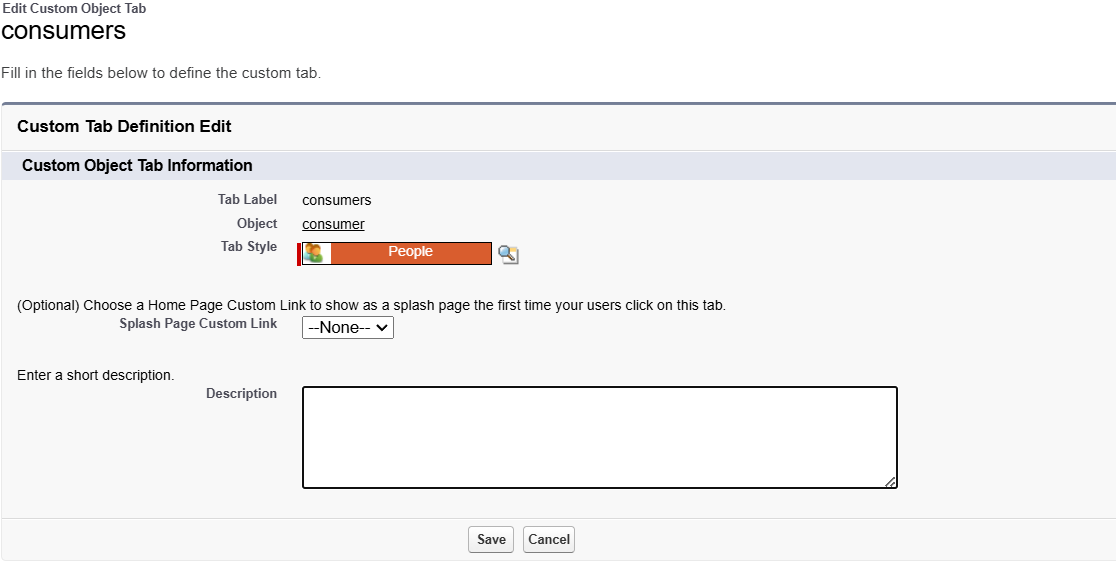 Edit Custom Object Tab
consumers
Fill in the fields below to define the custom tab.
Custom Tab Definition Edit
Custom Object Tab Information
Tab Label consumers
Object consumer
Tab Style People
(Optional) Choose a Home Page Custom Link to show as a splash page the first time your users click on this tab.
Splash Page Custom Link --None--
Enter a short description.
Description
Save Cancel